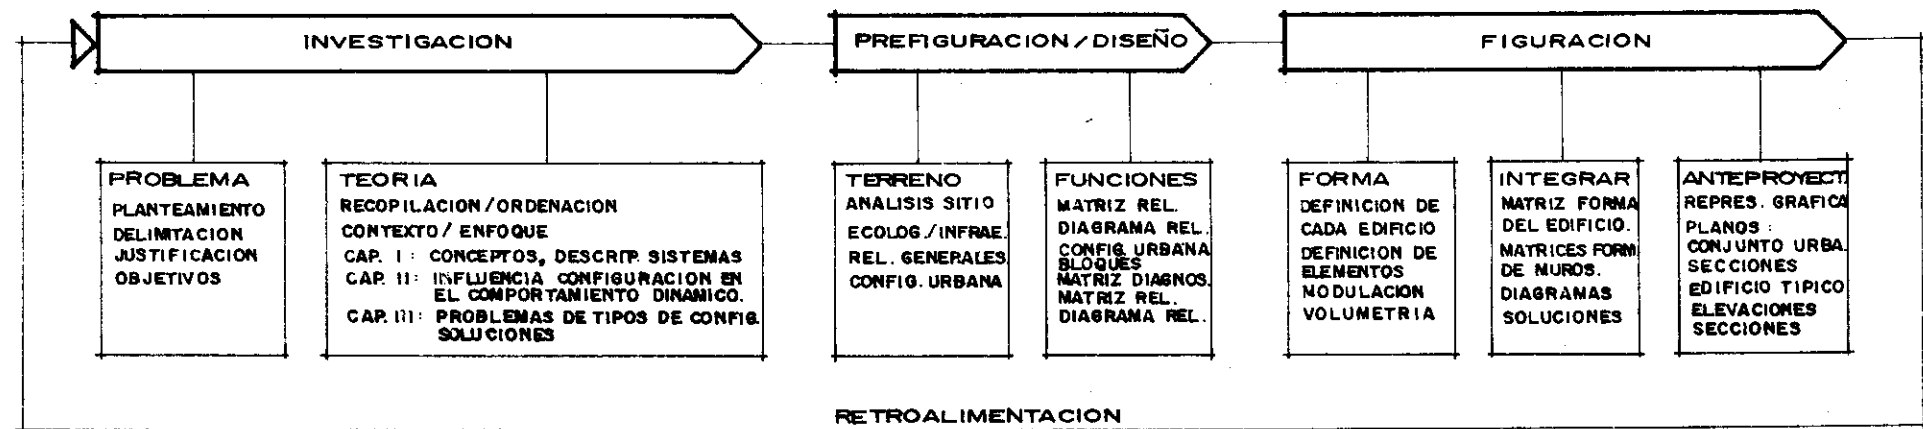 INVESTIGACION
PREFIGURACION/DISEÑO
FIGURACION
PROBLEMA
PLANTEAMIENTO
DELIMITACION
JUSTIFICACION
OBJETIVOS
TEORIA
RECOPILACION/ORDENACION
CONTEXTO/ENFOQUE
CAP. I: CONCEPTOS, DESCRIP. SISTEMAS
CAP. II: INFLUENCIA CONFIGURACION EN
EL COMPORTAMIENTO DINAMICO.
CAP. III: PROBLEMAS DE TIPOS DE CONFIG.
SOLUCIONES
TERRENO
ANALISIS SITIO
ECOLOG./INFRAE.
REL. GENERALES
CONFIG. URBANA
FUNCIONES
MATRIZ REL.
DIAGRAMA REL.
CONFIG. URBANA
BLOQUES
MATRIZ DIAGNOS.
MATRIZ REL.
DIAGRAMA REL.
FORMA
DEFINICION DE
CADA EDIFICIO
DEFINICION DE
ELEMENTOS
MODULACION
VOLUMETRIA
INTEGRAR
MATRIZ FORMA
DEL EDIFICIO.
MATRICES FORM.
DE MUROS.
DIAGRAMAS
SOLUCIONES
ANTEPROYECT.
REPRES. GRAFICA
PLANOS:
CONJUNTO URBA.
SECCIONES
EDIFICIO TIPICO
ELEVACIONES
SECCIONES
RETROALIMENTACION